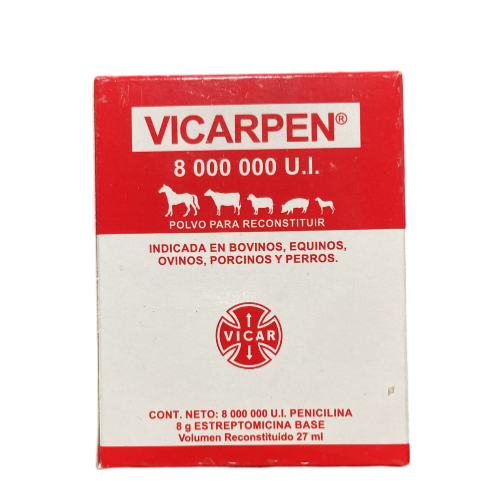 VICARPEN®
8 000 000 U.I.
POLVO PARA RECONSTITUIR
INDICADA EN BOVINOS, EQUINOS,
OVINOS, PORCINOS Y PERROS.
VICAR
CONT. NETO: 8 000 000 U.I. PENICILINA
8 g ESTREPTOMICINA BASE
Volumen Reconstituido 27 ml